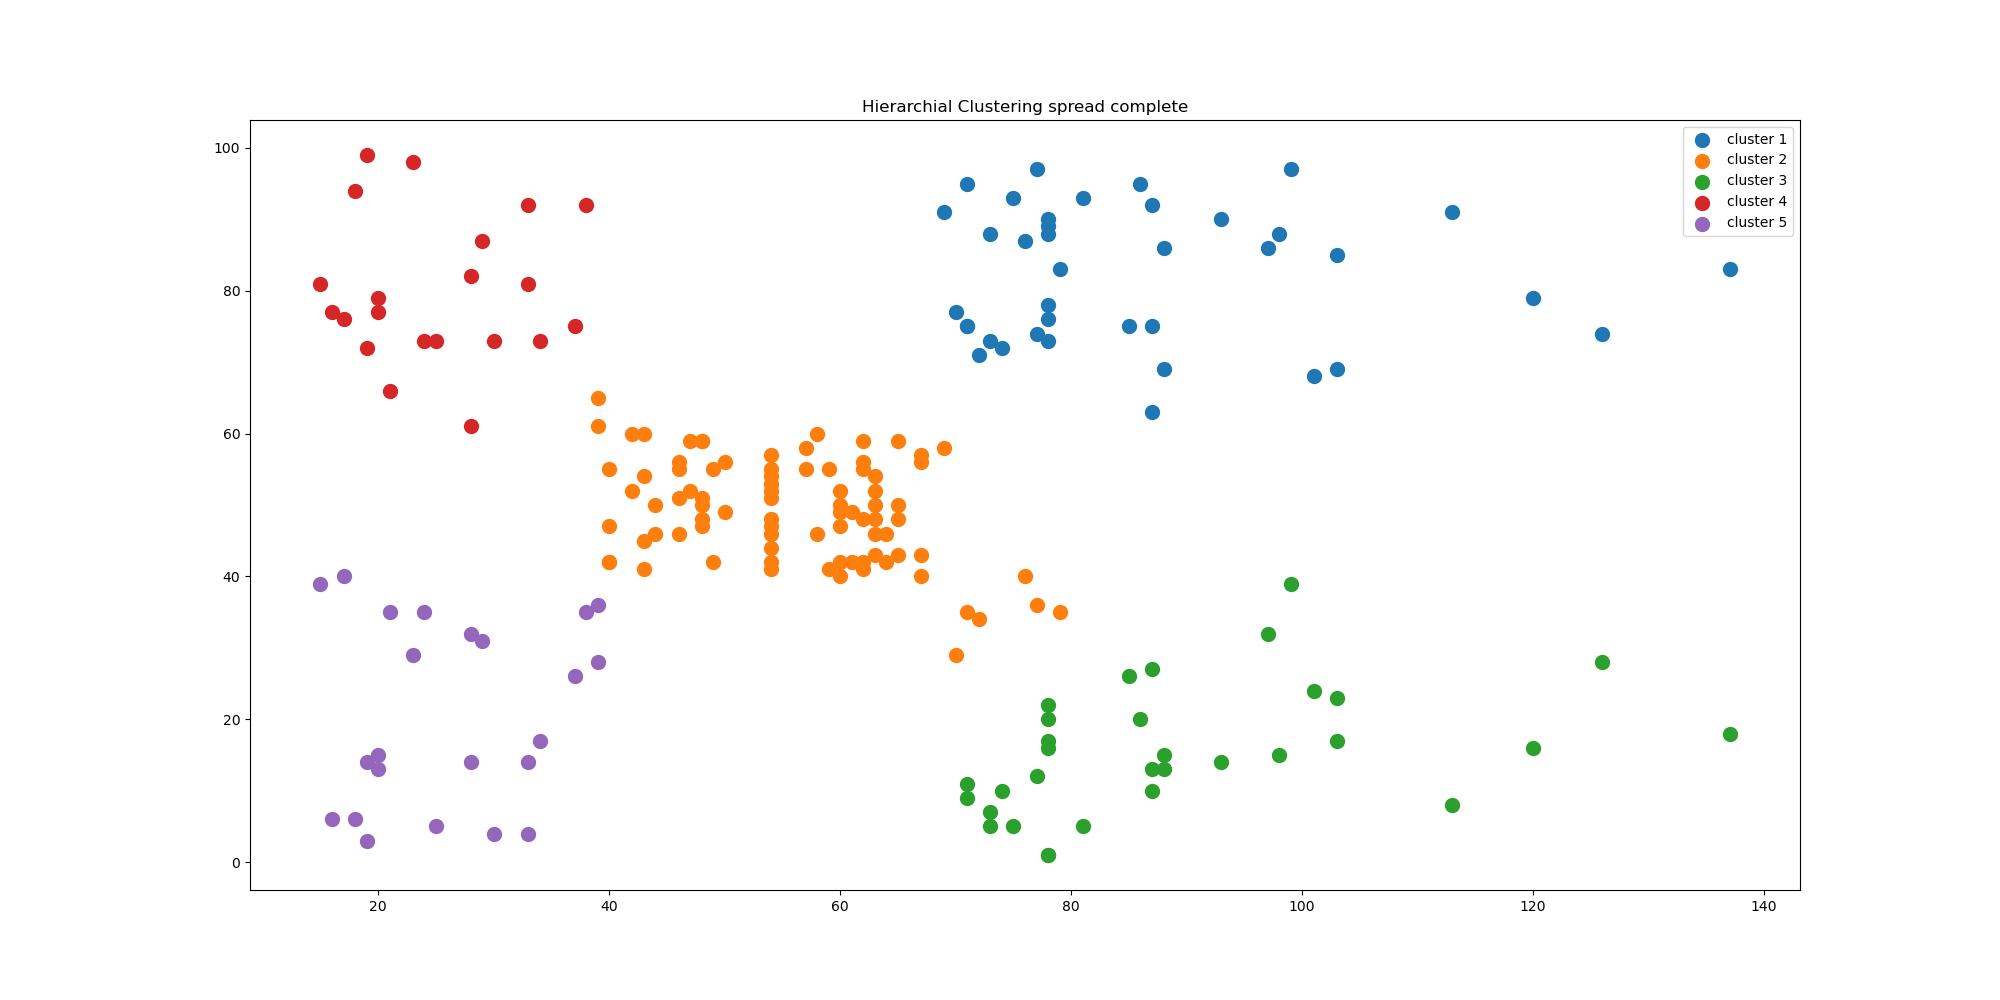 Hierarchial Clustering spread complete
cluster 1
cluster 2
cluster 3
cluster 4
cluster 5
100
80
60
40
20
0
20 40 60 80 100 120 140